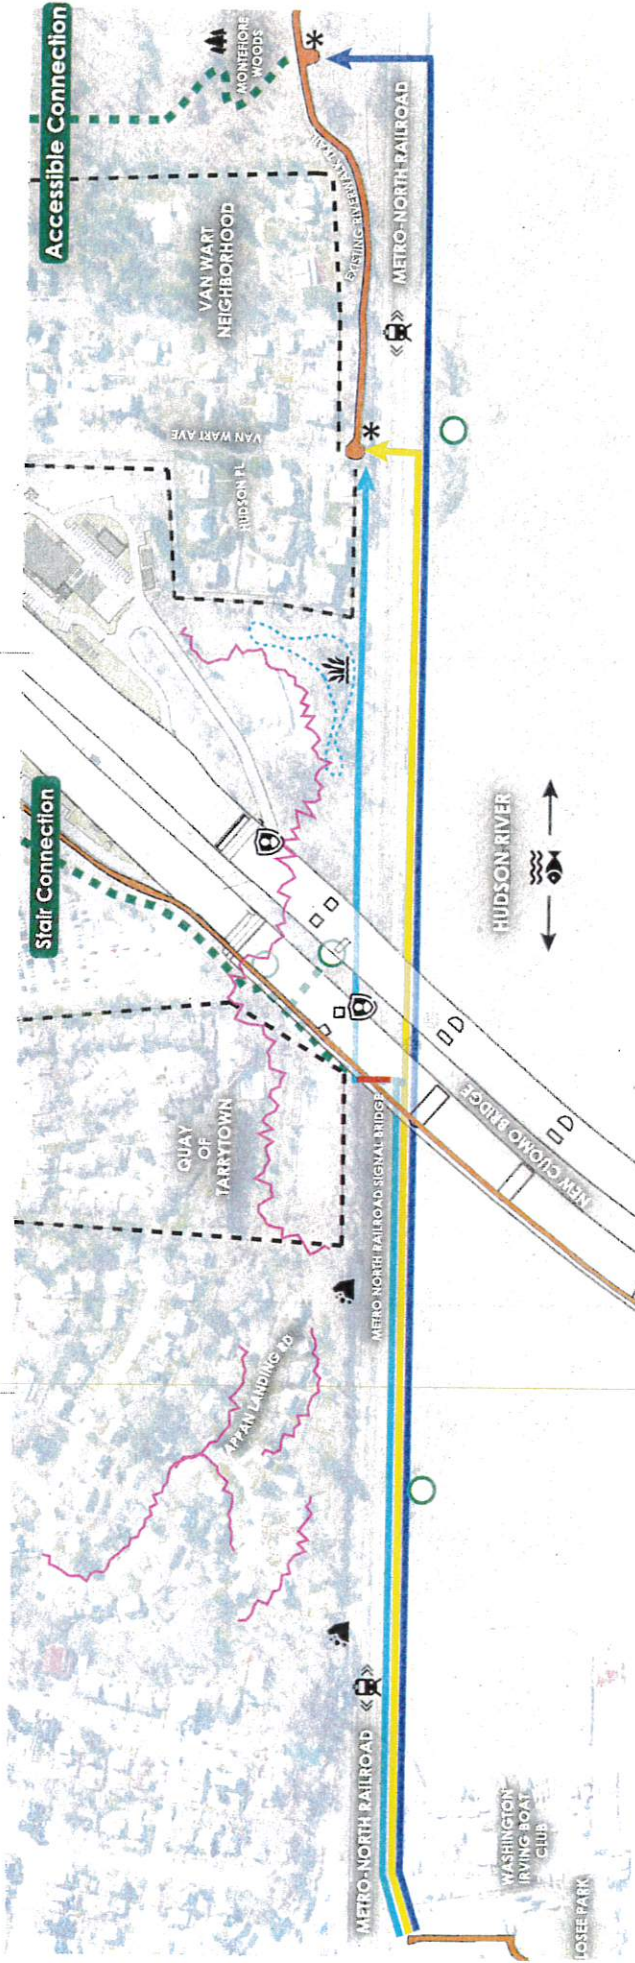 Accessible Connection
MONTEFIORE
WOODS
METRO-NORTH RAILROAD
EXISTING RIVERWALK TRAIL
VAN WART
NEIGHBORHOOD
VAN WART AVE
HUDSON PL
Stair Connection
HUDSON RIVER
QUAY
OF
TARRYTOWN
METRO NORTH RAILROAD SIGNAL BRIDGE
NEW CUOMO BRIDGE
APPAN LANDING RD
METRO-NORTH RAILROAD
WASHINGTON
IRVING BOAT
CLUB
LOSEE PARK